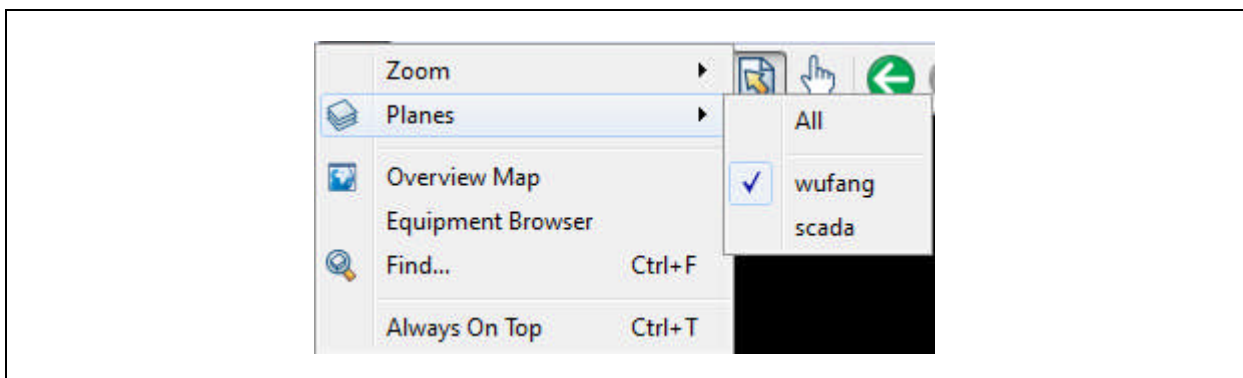 Zoom
Planes
All
Overview Map
wufang
Equipment Browser
scada
Find... Ctrl+F
Always On Top Ctrl+T